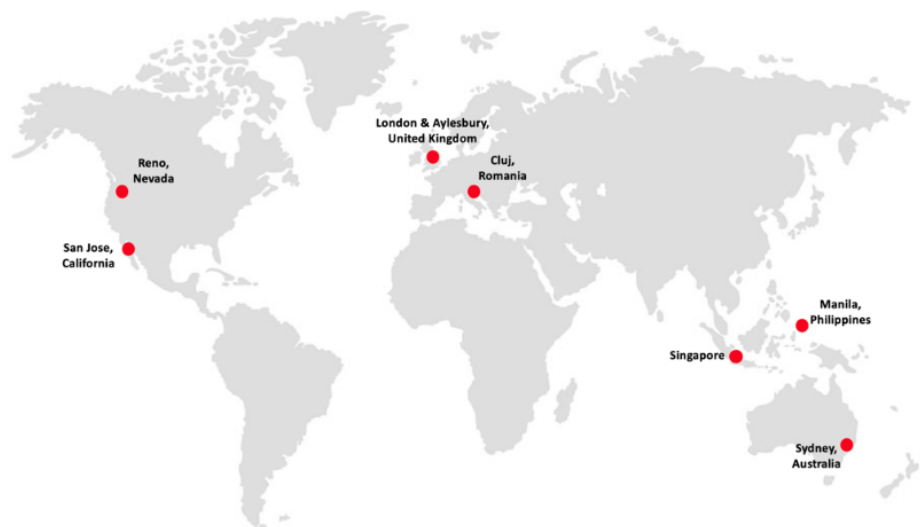 London & Aylesbury,
United Kingdom
Reno,
Nevada
Cluj,
Romania
San Jose,
California
Manila,
Philippines
Singapore
Sydney,
Australia